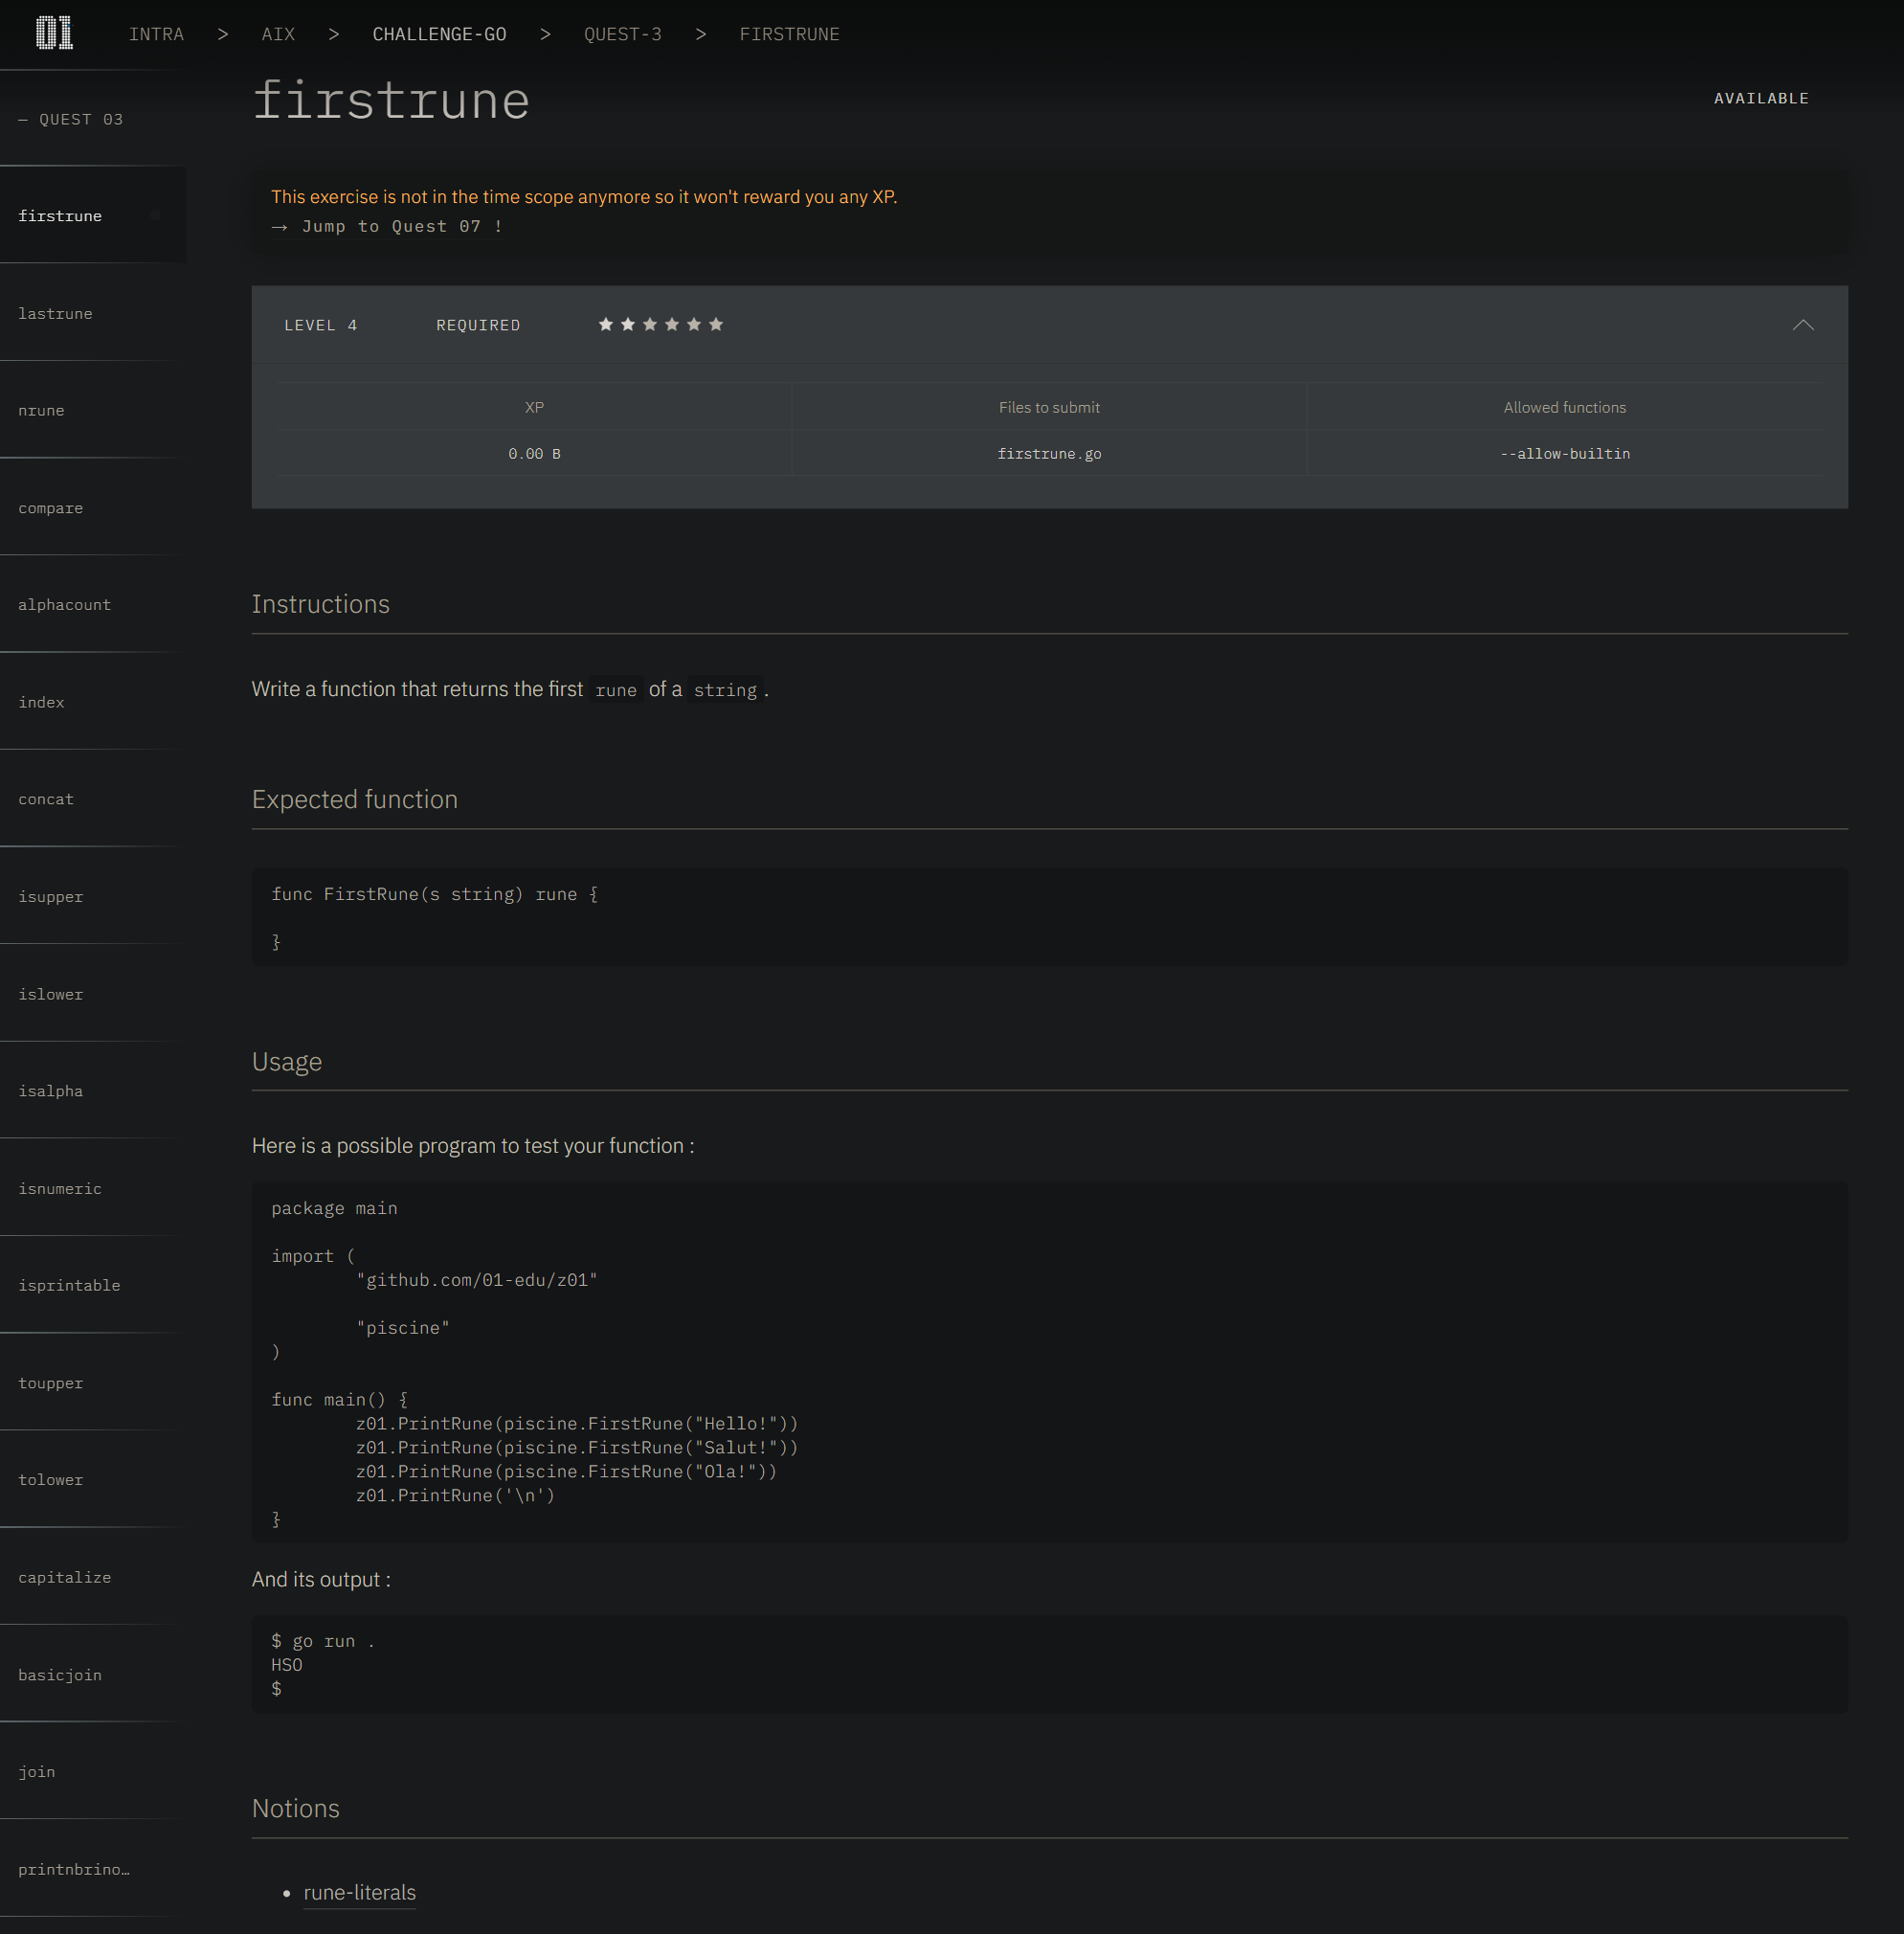 01 INTRA > AIX > CHALLENGE-GO > QUEST-3 > FIRSTRUNE
— QUEST 03
firstrune
lastrune
nrune
compare
alphacount
index
concat
isupper
islower
isalpha
isnumeric
isprintable
toupper
tolower
capitalize
basicjoin
join
printnbrino…
firstrune
AVAILABLE
This exercise is not in the time scope anymore so it won't reward you any XP.
→ Jump to Quest 07 !
LEVEL 4 REQUIRED ★★★★★★
XP Files to submit Allowed functions
0.00 B firstrune.go --allow-builtin
Instructions
Write a function that returns the first rune of a string.
Expected function
func FirstRune(s string) rune {

}
Usage
Here is a possible program to test your function :
package main

import (
        "github.com/01-edu/z01"

        "piscine"
)

func main() {
        z01.PrintRune(piscine.FirstRune("Hello!"))
        z01.PrintRune(piscine.FirstRune("Salut!"))
        z01.PrintRune(piscine.FirstRune("Ola!"))
        z01.PrintRune('\n')
}
And its output :
$ go run .
HSO
$
Notions
• rune-literals